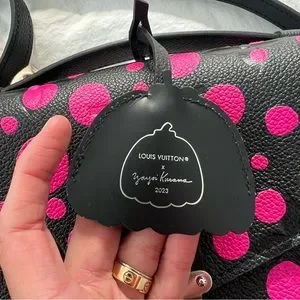 LOUIS VUITTON®
x
Yayoi Kusama
2023